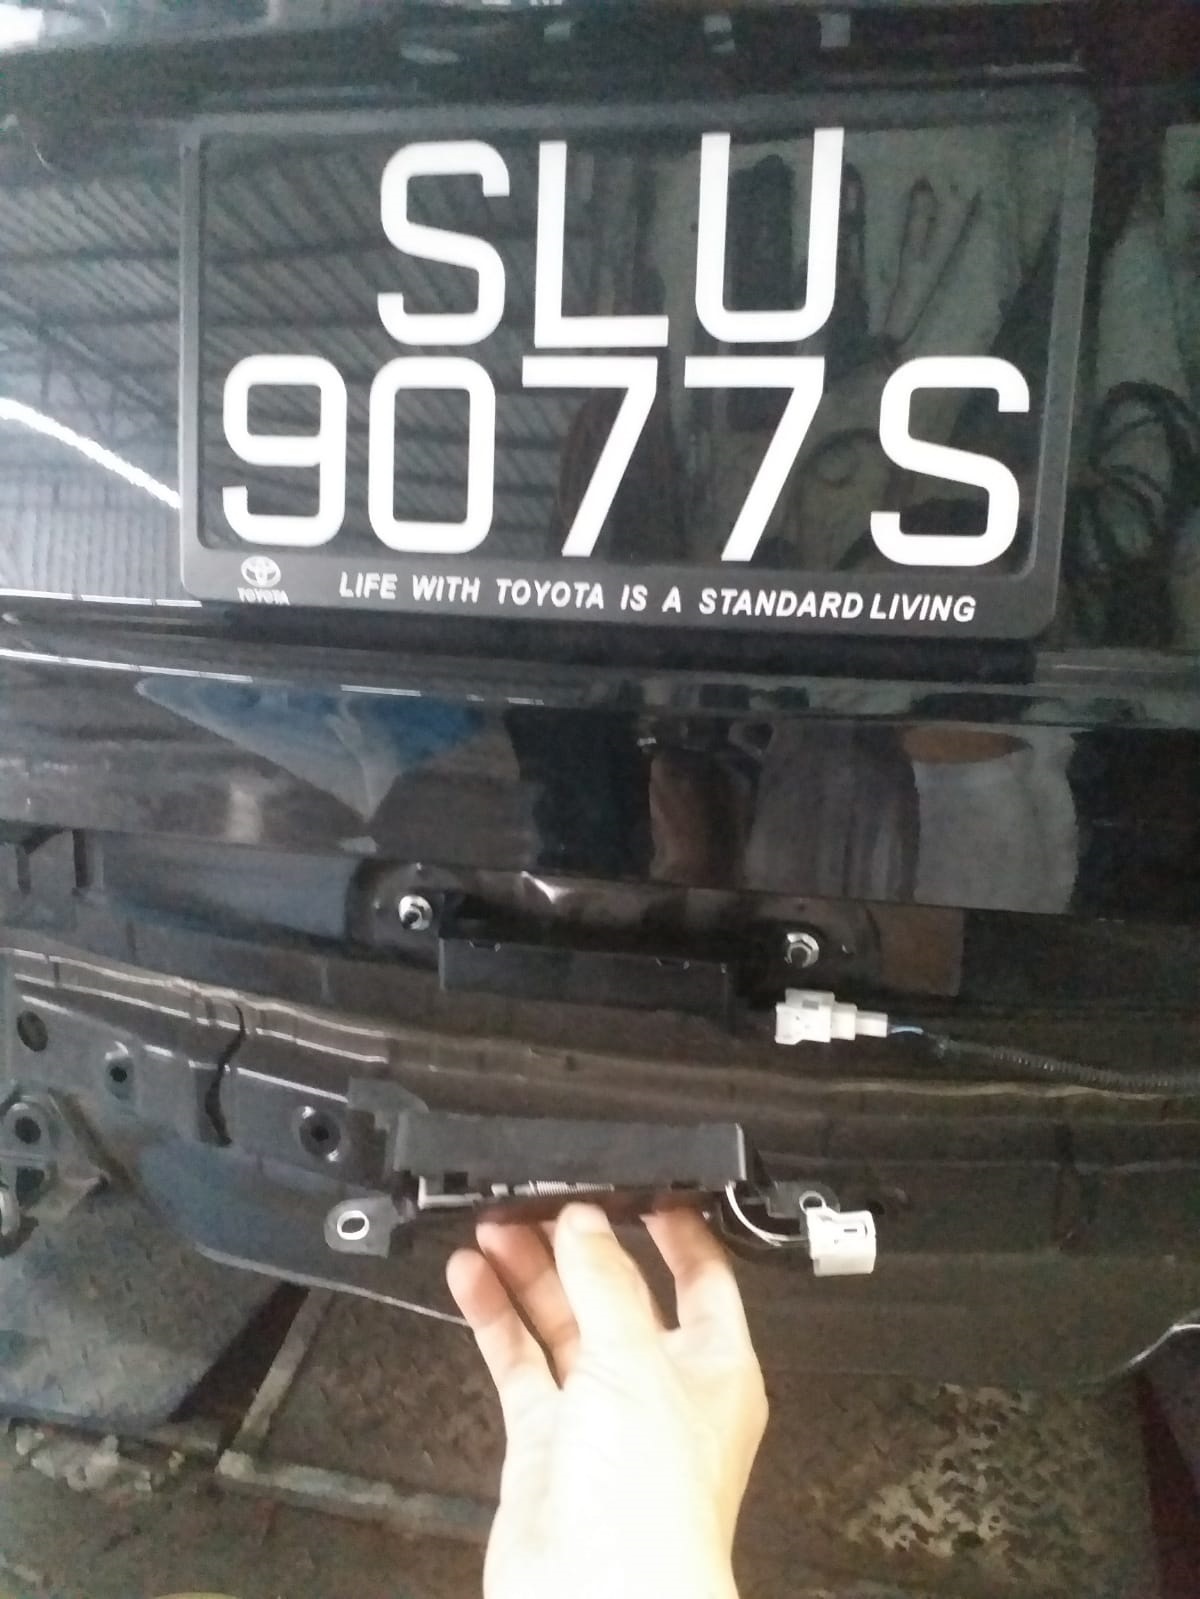 SLU
9077S
TOYOTA
LIFE WITH TOYOTA IS A STANDARD LIVING